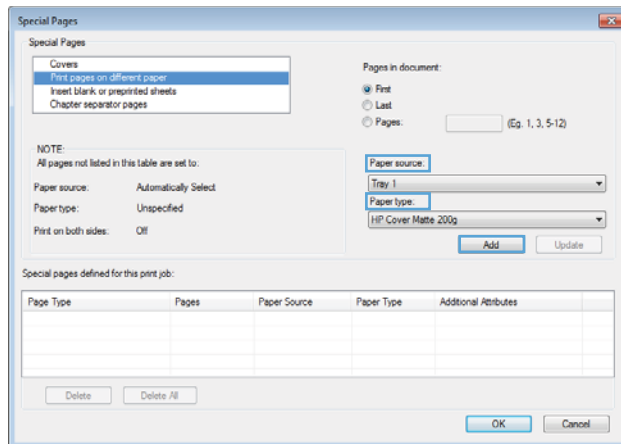 Special Pages
Special Pages
Covers
Print pages on different paper
Insert blank or preprinted sheets
Chapter separator pages
Pages in document:
First
Last
Pages:
(Eg. 1, 3, 5-12)
NOTE:
All pages not listed in this table are set to:
Paper source: Automatically Select
Paper type: Unspecified
Print on both sides: Off
Paper source:
Tray 1
Paper type:
HP Cover Matte 200g
Add Update
Special pages defined for this print job:
Page Type Pages Paper Source Paper Type Additional Attributes
Delete Delete All
OK Cancel